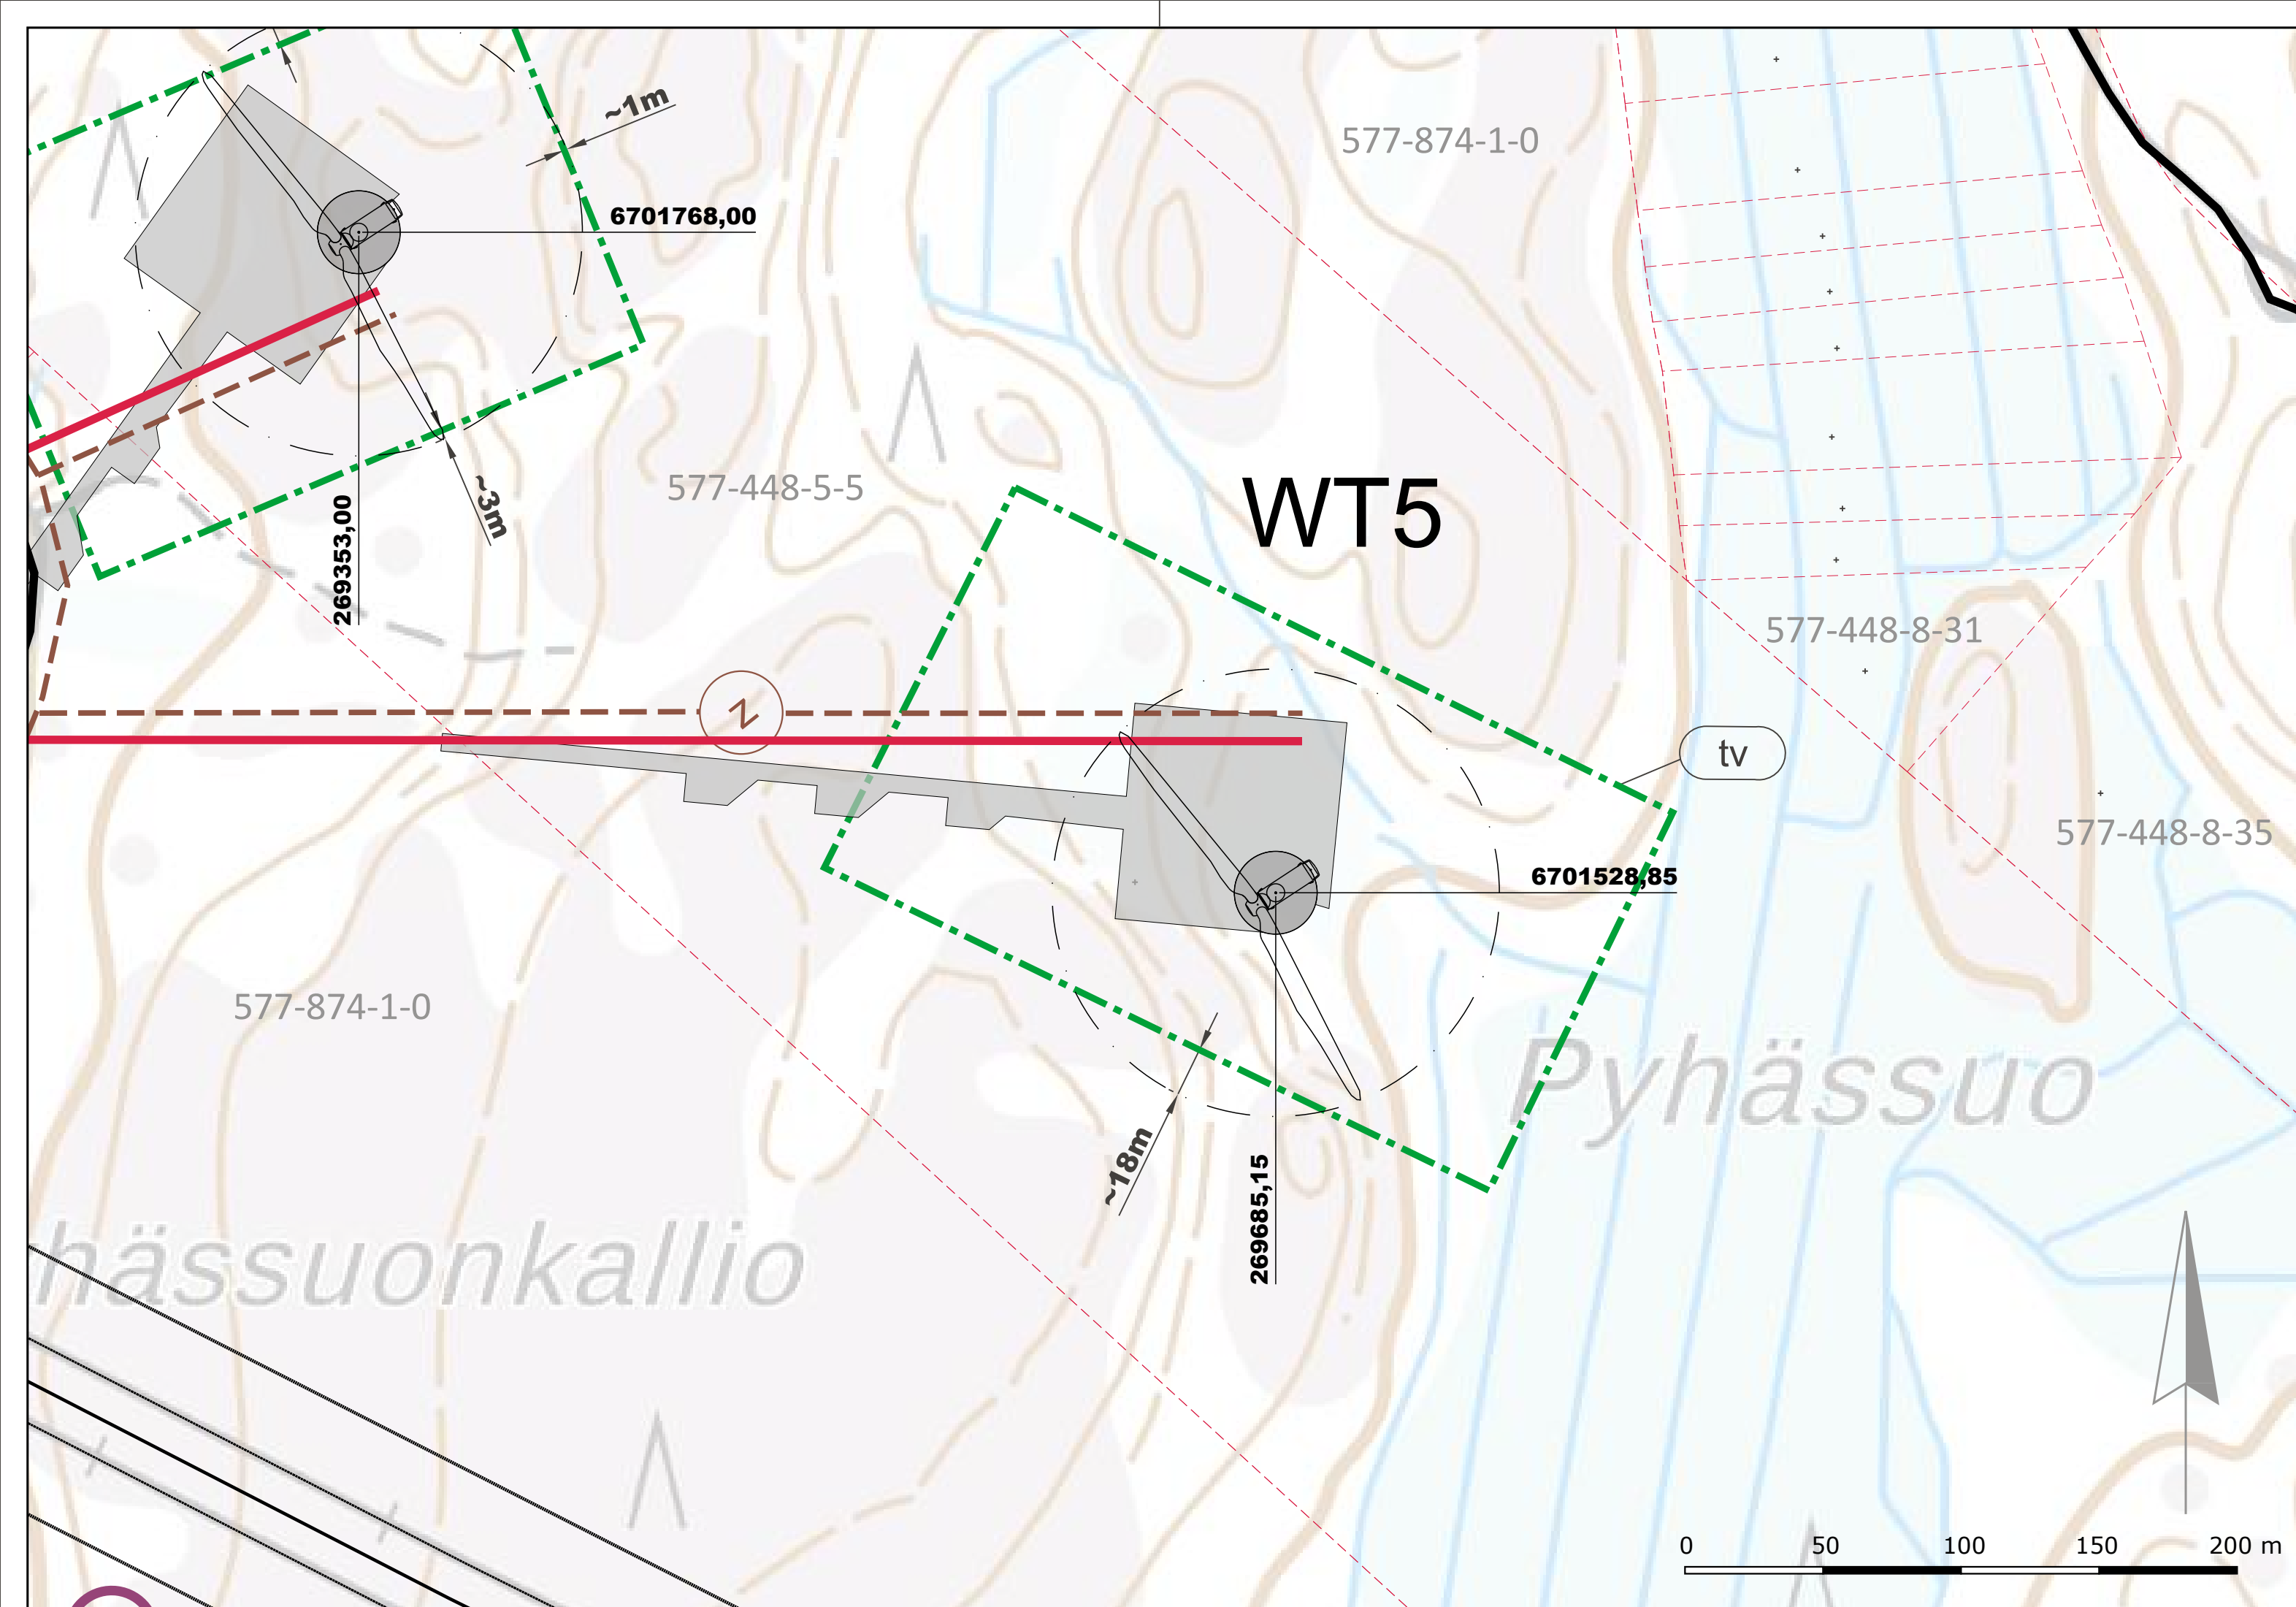 ~1m
577-874-1-0
6701768,00
~3m
269353,00
577-448-5-5
WT5
577-448-8-31
Z
tv
577-448-8-35
6701528,85
577-874-1-0
Pyhässuo
~18m
269685,15
hässuonkallio
0 50 100 150 200 m